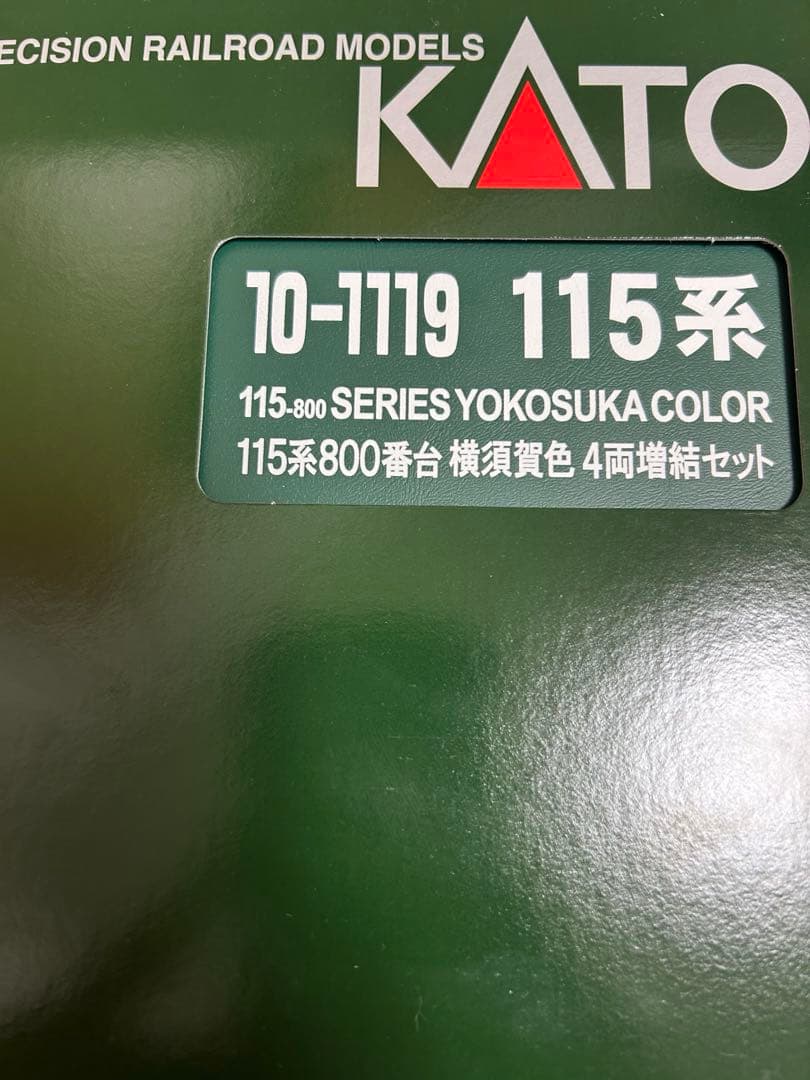 ECISION RAILROAD MODELS
KATO
10-1119 115系
115-800 SERIES YOKOSUKA COLOR
115系800番台 横須賀色 4両増結セット